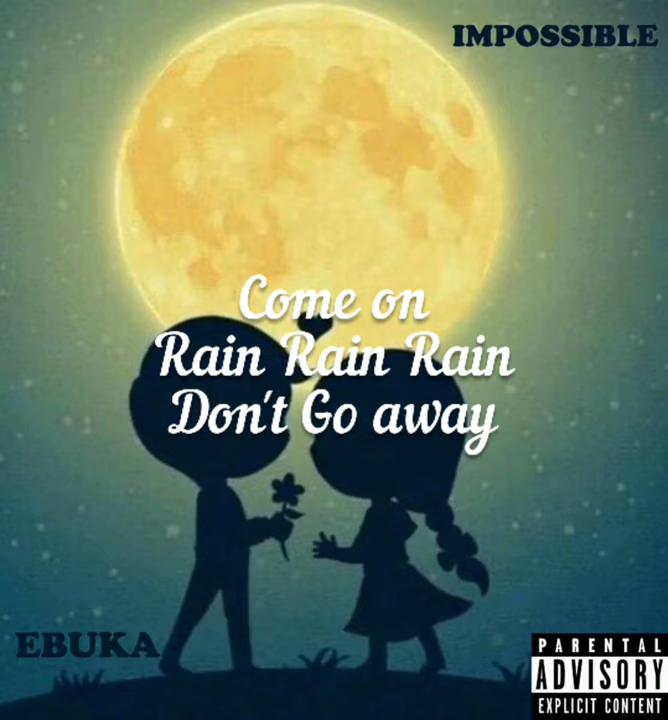 IMPOSSIBLE
Come on
Rain Rain Rain
Don't Go away
EBUKA
PARENTAL
ADVISORY
EXPLICIT CONTENT